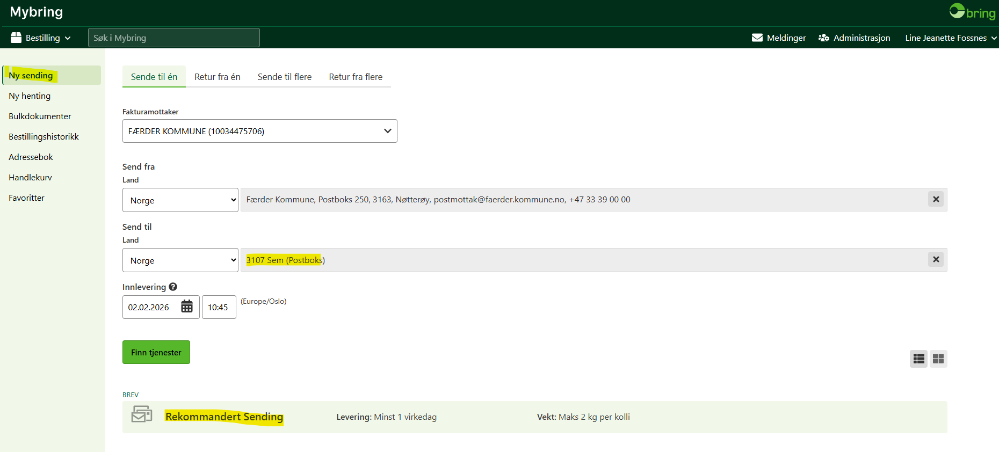 Mybring
bring
Bestilling
Søk i Mybring
Meldinger
Administrasjon
Line Jeanette Fossnes
Ny sending
Ny henting
Bulkdokumenter
Bestillingshistorikk
Adressebok
Handlekurv
Favoritter
Sende til én
Retur fra én
Sende til flere
Retur fra flere
Fakturamottaker
FÆRDER KOMMUNE (10034475706)
Send fra
Land
Norge
Færder Kommune, Postboks 250, 3163, Nøtterøy, postmottak@faerder.kommune.no, +47 33 39 00 00
Send til
Land
Norge
3107 Sem (Postboks)
Innlevering
02.02.2026
10:45
(Europe/Oslo)
Finn tjenester
BREV
Rekommandert Sending
Levering: Minst 1 virkedag
Vekt: Maks 2 kg per kolli